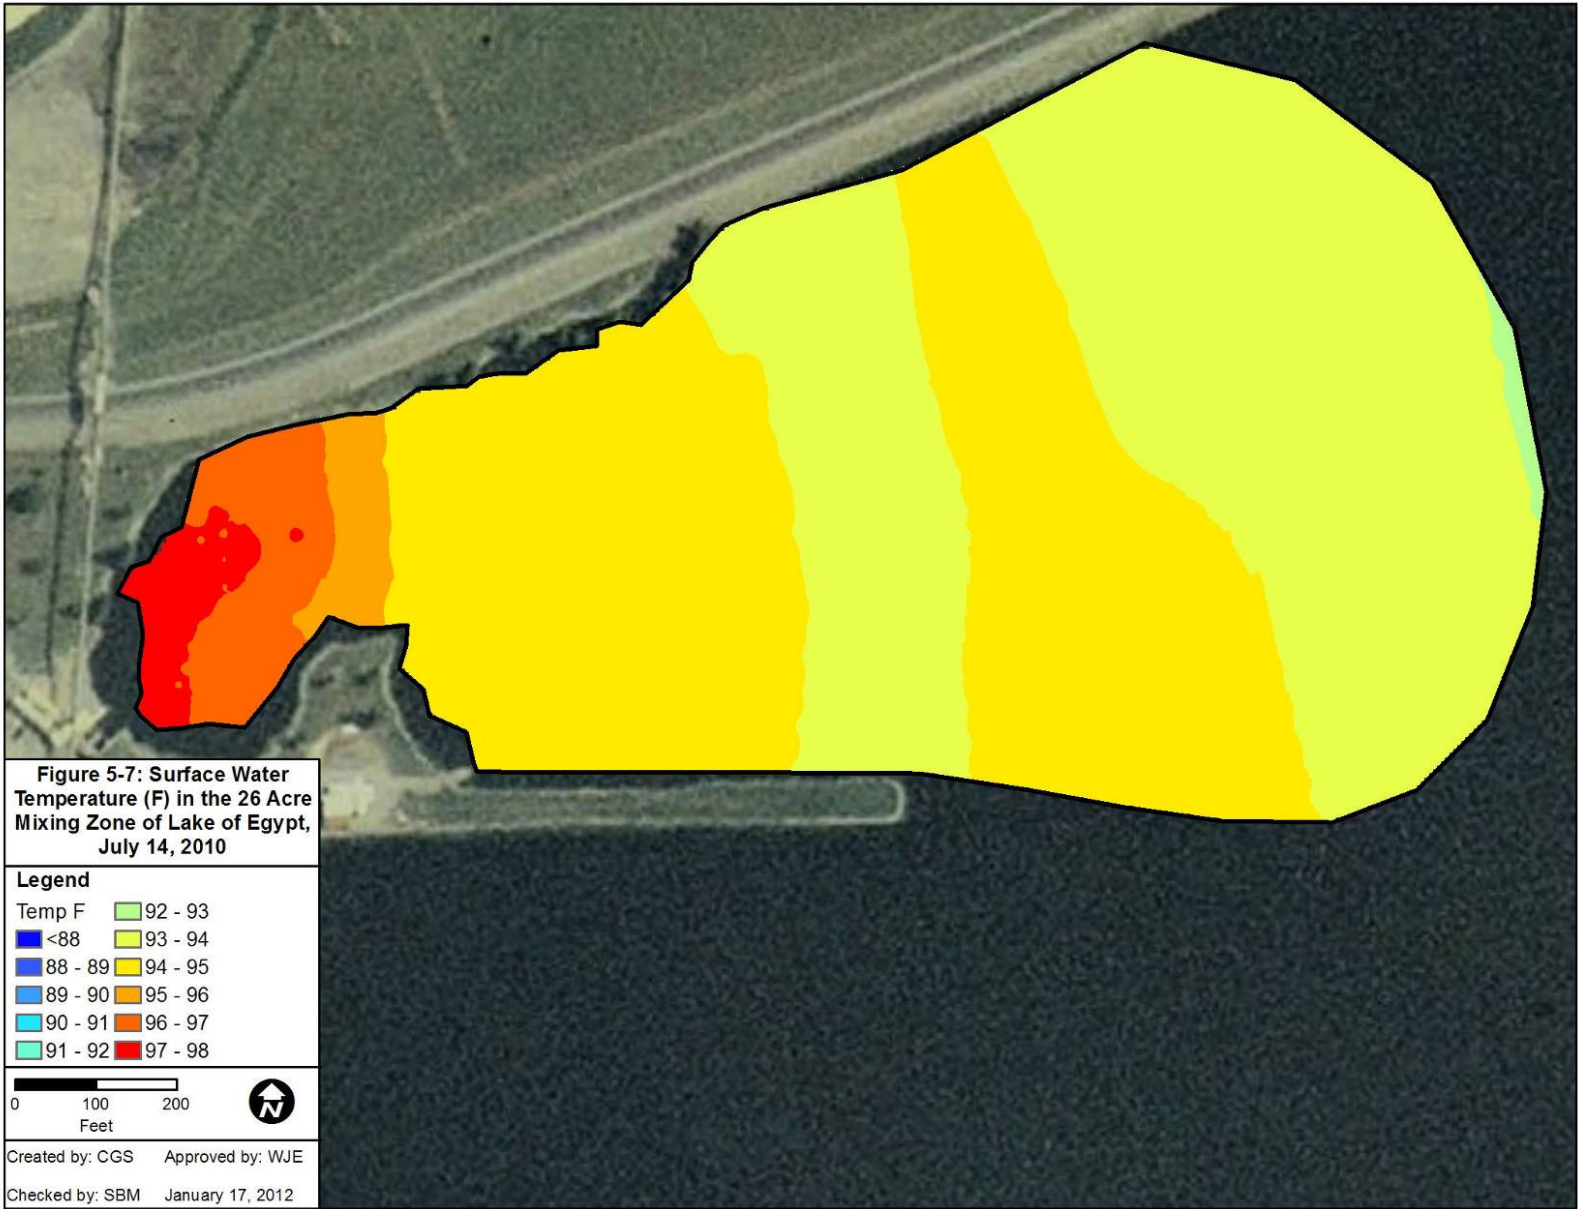 Figure 5-7: Surface Water
Temperature (F) in the 26 Acre
Mixing Zone of Lake of Egypt,
July 14, 2010
Legend
Temp F
<88
88 - 89
89 - 90
90 - 91
91 - 92
92 - 93
93 - 94
94 - 95
95 - 96
96 - 97
97 - 98
0 100 200
Feet
N
Created by: CGS Approved by: WJE
Checked by: SBM January 17, 2012